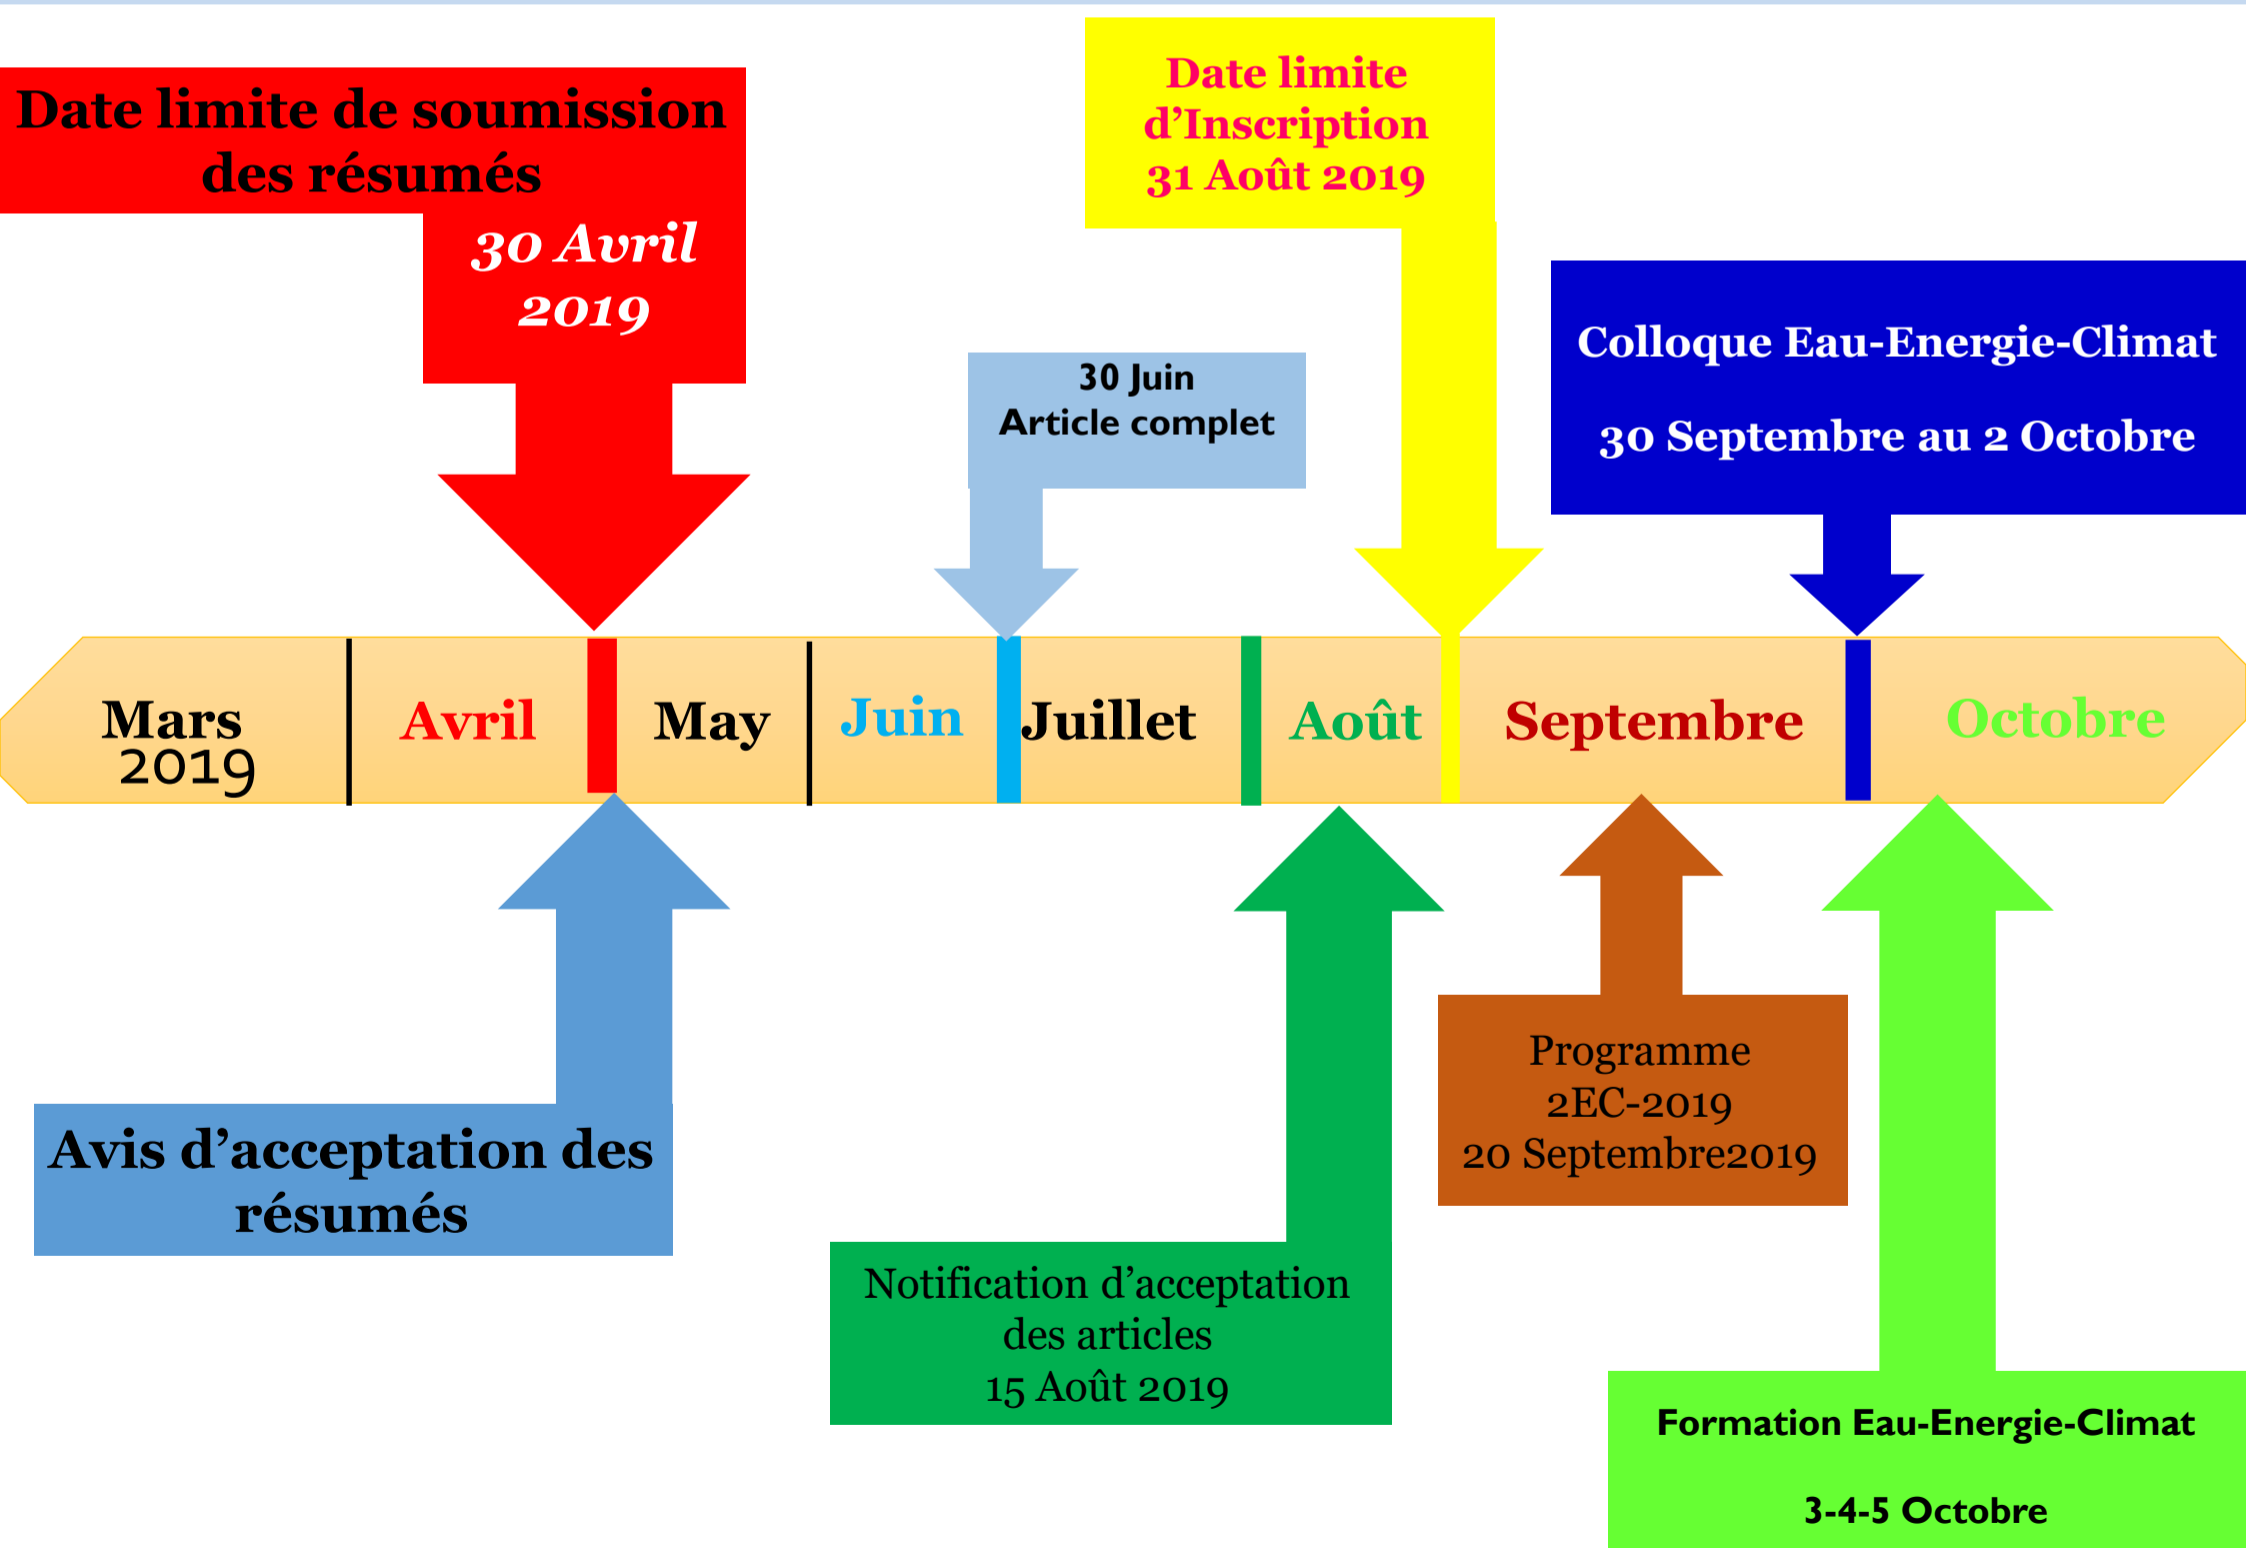 Date limite de soumission
des résumés
30 Avril
2019
Date limite
d’Inscription
31 Août 2019
30 Juin
Article complet
Colloque Eau-Energie-Climat
30 Septembre au 2 Octobre
Mars
2019
Avril
May
Juin
Juillet
Août
Septembre
Octobre
Avis d’acceptation des
résumés
Notification d’acceptation
des articles
15 Août 2019
Programme
2EC-2019
20 Septembre2019
Formation Eau-Energie-Climat
3-4-5 Octobre